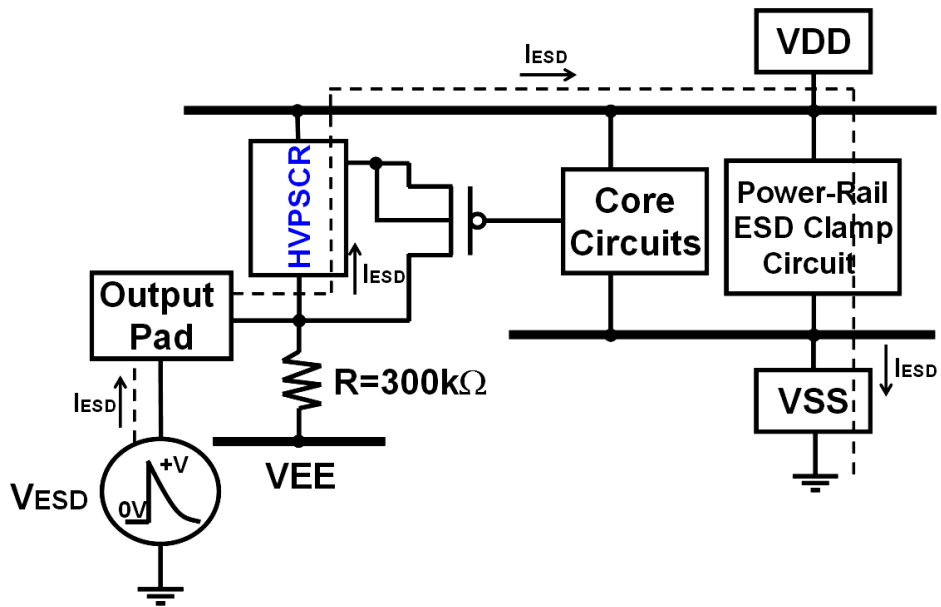 VDD
IESD
HVPSCR
Core
Circuits
Power-Rail
ESD Clamp
Circuit
IESD
Output
Pad
R=300kΩ
IESD
VSS
IESD
VEE
VESD
+V
0V